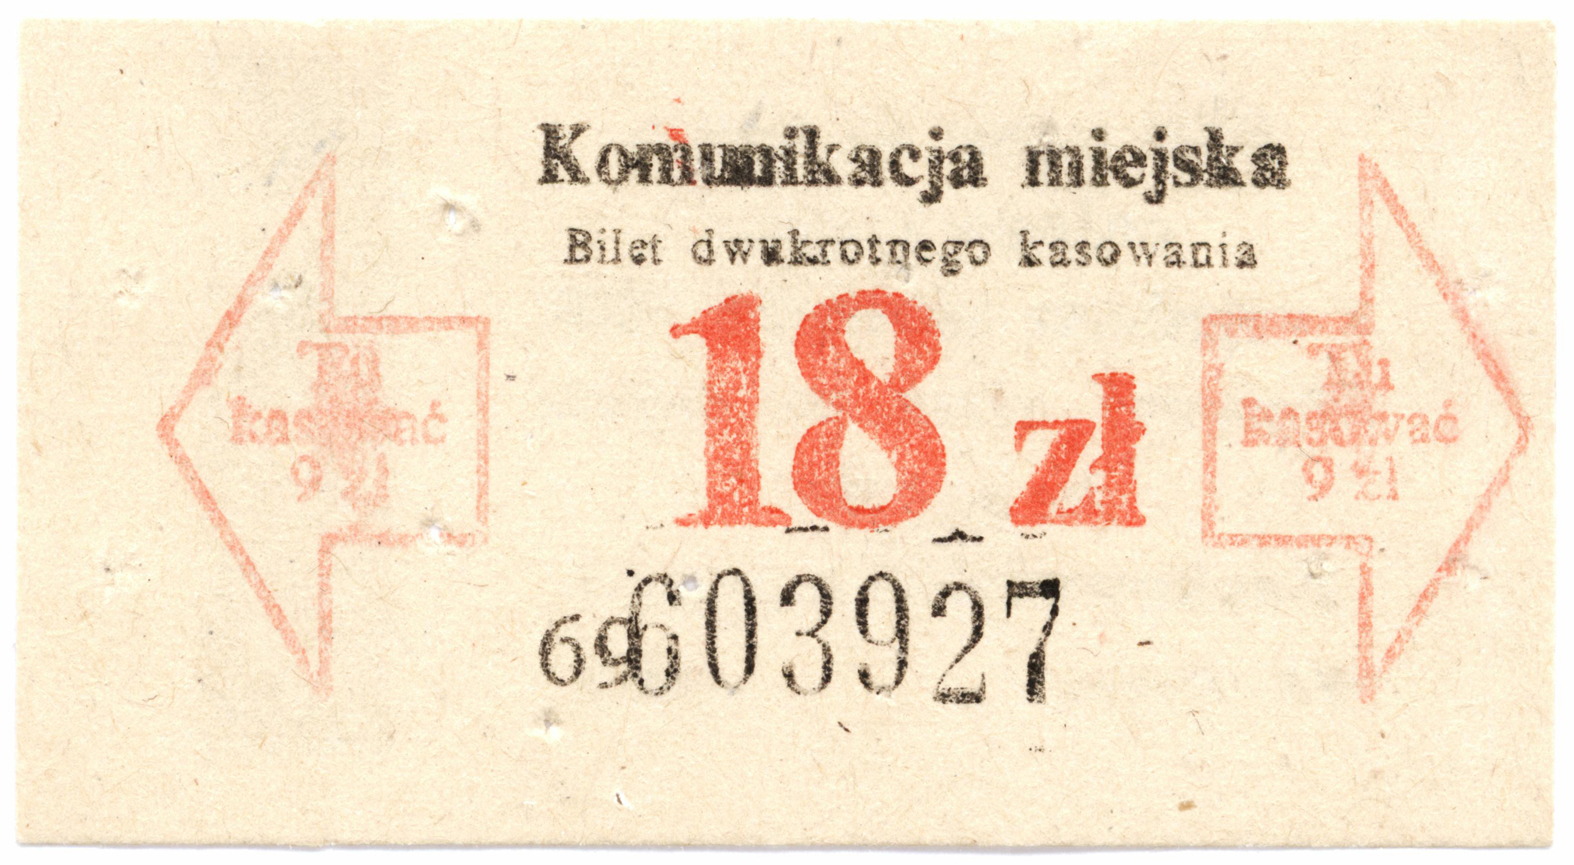 Komunikacja miejska
Bilet dwukrotnego kasowania
18 zł
Tu
kasować
9 zł
Tu
kasować
9 zł
69 603927